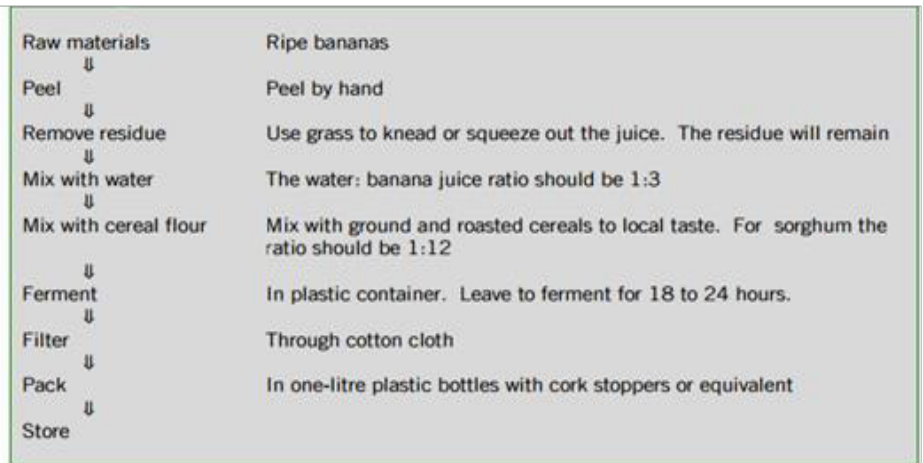 Raw materials Ripe bananas
⇓
Peel Peel by hand
⇓
Remove residue Use grass to knead or squeeze out the juice. The residue will remain
⇓
Mix with water The water: banana juice ratio should be 1:3
⇓
Mix with cereal flour Mix with ground and roasted cereals to local taste. For sorghum the
ratio should be 1:12
⇓
Ferment In plastic container. Leave to ferment for 18 to 24 hours.
⇓
Filter Through cotton cloth
⇓
Pack In one-litre plastic bottles with cork stoppers or equivalent
⇓
Store